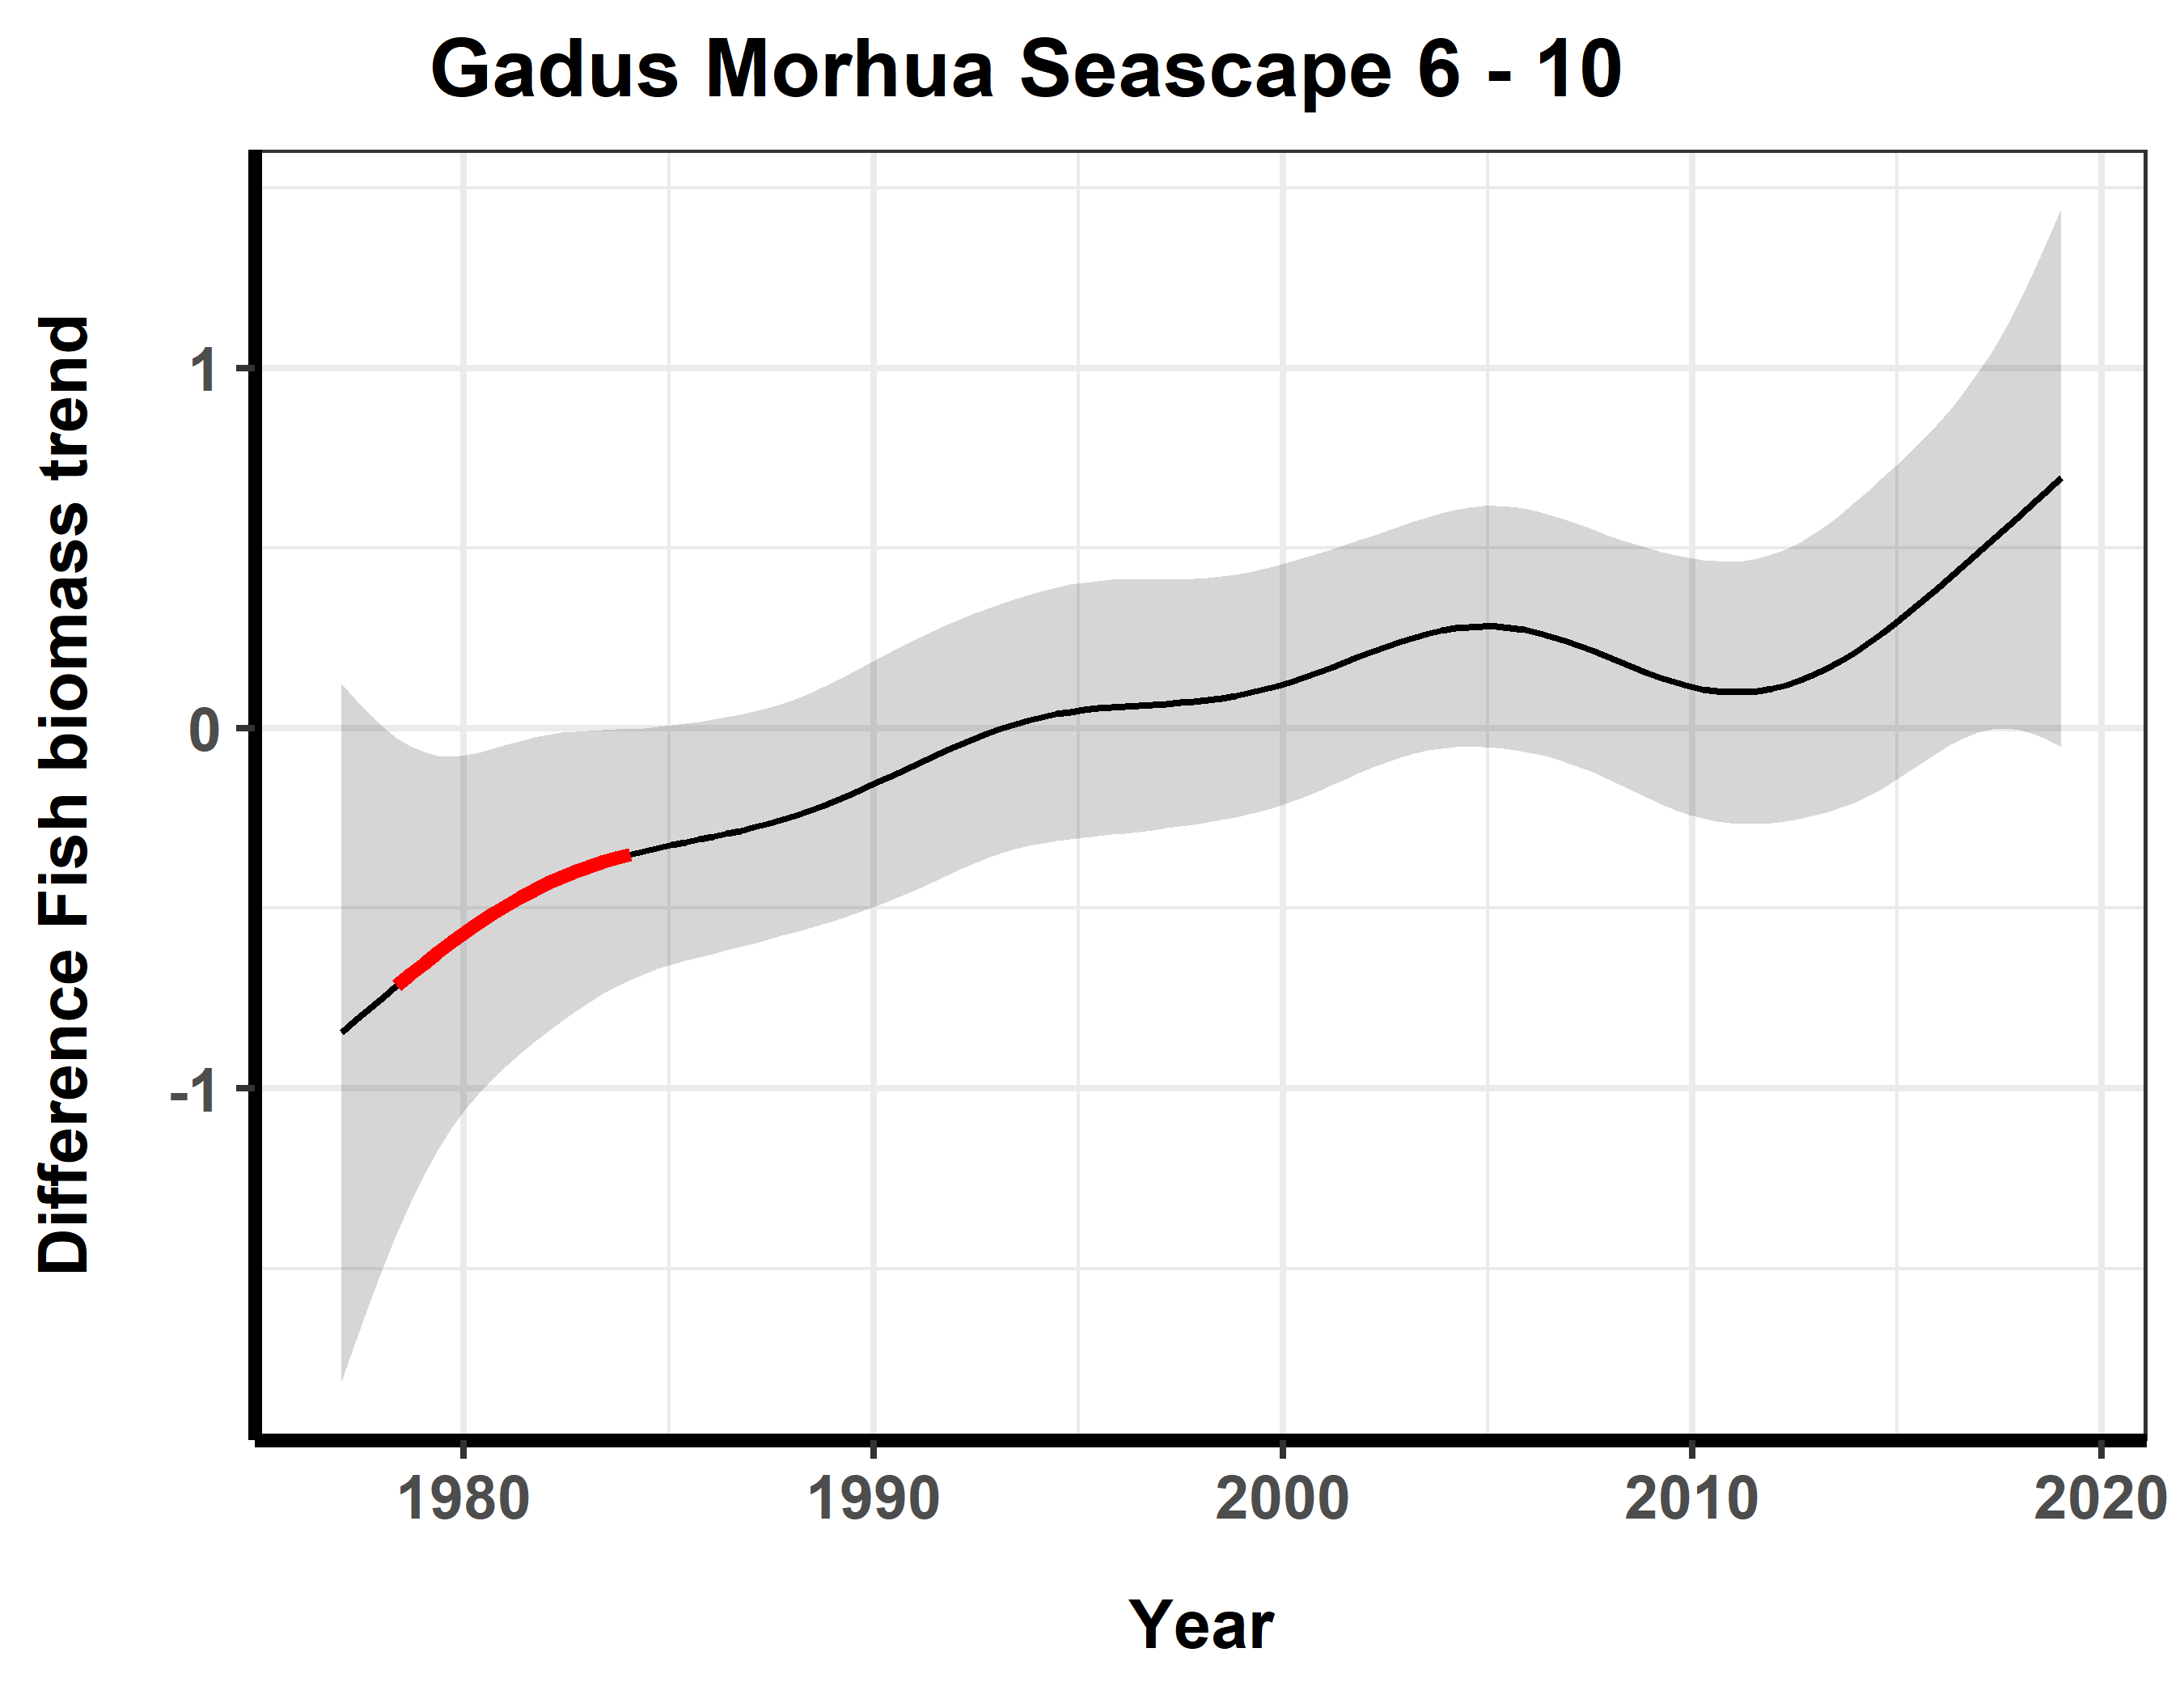 Gadus Morhua Seascape 6 - 10
Difference Fish biomass trend
1
0
-1
1980 1990 2000 2010 2020
Year